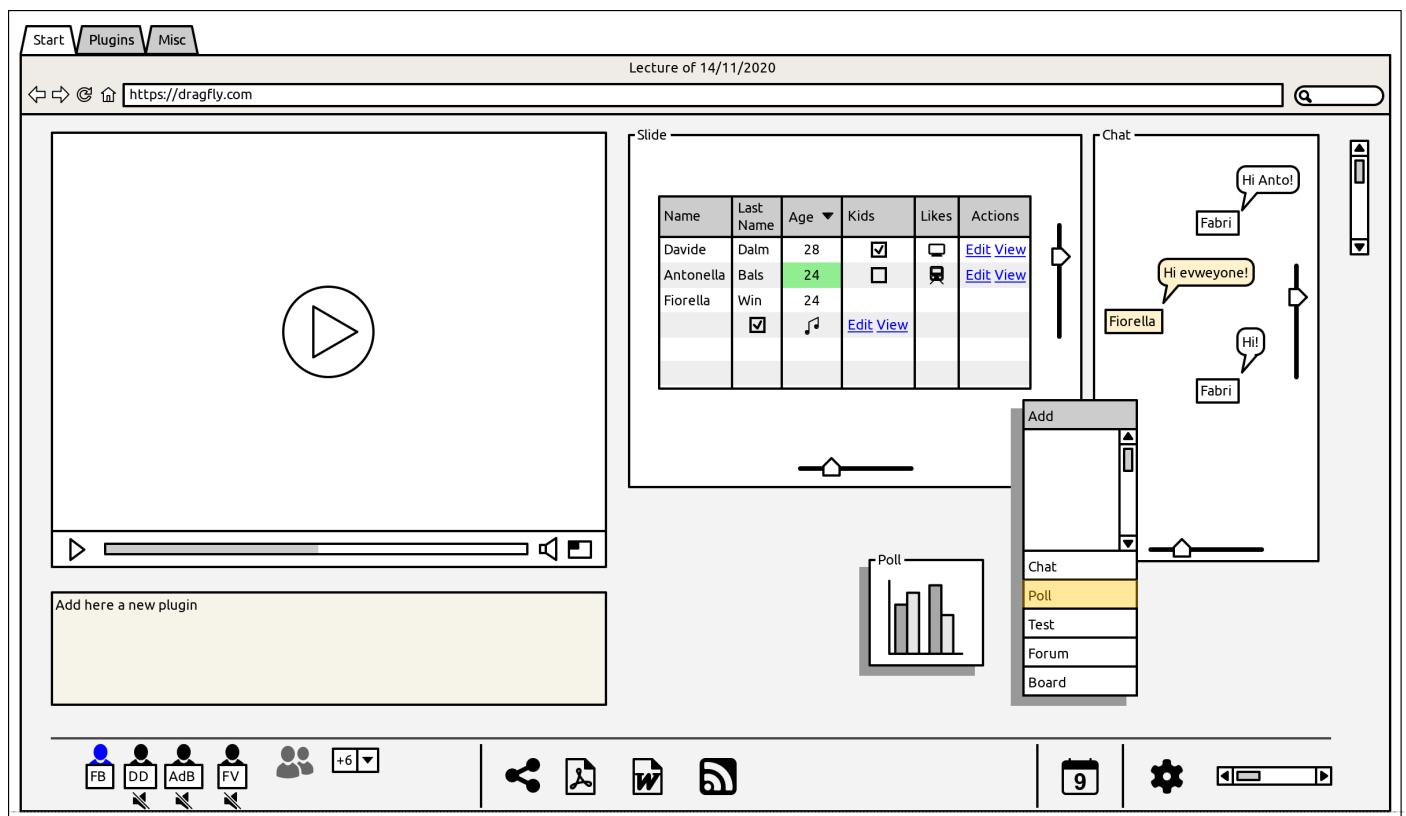 Start Plugins Misc
Lecture of 14/11/2020
https://dragfly.com
Slide
Name Last Name Age Kids Likes Actions
Davide Dalm 28 Edit View
Antonella Bals 24 Edit View
Fiorella Win 24
Edit View
Chat
Hi Anto!
Fabri
Hi evweyone!
Fiorella
Hi!
Fabri
Add
Chat
Poll
Test
Forum
Board
Poll
Add here a new plugin
FB DD AdB FV +6
W
9